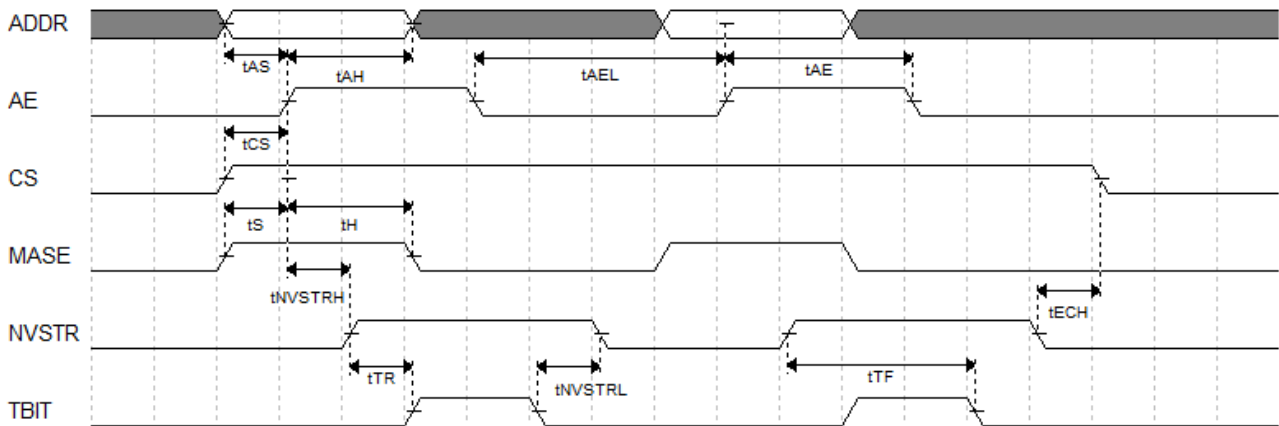 ADDR
tAS
tAH
tAEL
tAE
AE
tCS
CS
tS
tH
MASE
tNVSTRH
tECH
NVSTR
tTR
tNVSTRL
tTF
TBIT